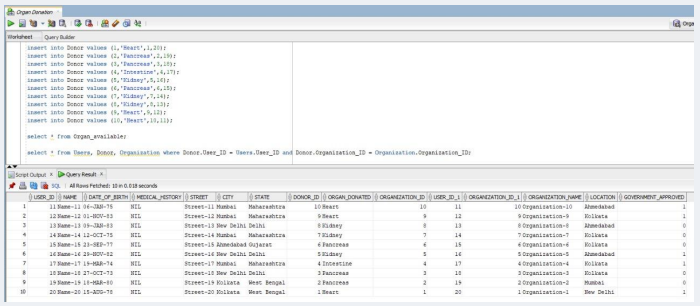 Organ Donation
Worksheet Query Builder
insert into Donor values (1,'Heart',1,20);
insert into Donor values (2,'Pancreas',2,19);
insert into Donor values (3,'Pancreas',3,18);
insert into Donor values (4,'Intestine',4,17);
insert into Donor values (5,'Kidney',5,16);
insert into Donor values (6,'Pancreas',6,15);
insert into Donor values (7,'Kidney',7,14);
insert into Donor values (8,'Kidney',8,13);
insert into Donor values (9,'Heart',9,12);
insert into Donor values (10,'Heart',10,11);
select * from Organ_available;
select * from Users, Donor, Organization where Donor.User_ID = Users.User_ID and Donor.Organization_ID = Organization.Organization_ID;
Script Output × Query Result ×
SQL | All Rows Fetched: 10 in 0.018 seconds
USER_ID NAME DATE_OF_BIRTH MEDICAL_HISTORY STREET CITY STATE DONOR_ID ORGAN_DONATED ORGANIZATION_ID USER_ID_1 ORGANIZATION_ID_1 ORGANIZATION_NAME LOCATION GOVERNMENT_APPROVED
1 11 Name-11 06-JAN-75 NIL Street-11 Mumbai Maharashtra 10 Heart 10 11 10 Organization-10 Ahmedabad 1
2 12 Name-12 01-NOV-83 NIL Street-12 Mumbai Maharashtra 9 Heart 9 12 9 Organization-9 Kolkata 1
3 13 Name-13 09-JAN-83 NIL Street-13 New Delhi Delhi 8 Kidney 8 13 8 Organization-8 Ahmedabad 0
4 14 Name-14 12-OCT-75 NIL Street-14 Mumbai Maharashtra 7 Kidney 7 14 7 Organization-7 Kolkata 0
5 15 Name-15 23-SEP-77 NIL Street-15 Ahmedabad Gujarat 6 Pancreas 6 15 6 Organization-6 Kolkata 0
6 16 Name-16 29-NOV-82 NIL Street-16 New Delhi Delhi 5 Kidney 5 16 5 Organization-5 Mumbai 1
7 17 Name-17 19-MAR-74 NIL Street-17 Mumbai Maharashtra 4 Intestine 4 17 4 Organization-4 Kolkata 1
8 18 Name-18 27-OCT-73 NIL Street-18 New Delhi Delhi 3 Pancreas 3 18 3 Organization-3 Kolkata 0
9 19 Name-19 18-MAR-80 NIL Street-19 Kolkata West Bengal 2 Pancreas 2 19 2 Organization-2 Mumbai 0
10 20 Name-20 15-AUG-78 NIL Street-20 Kolkata West Bengal 1 Heart 1 20 1 Organization-1 New Delhi 1